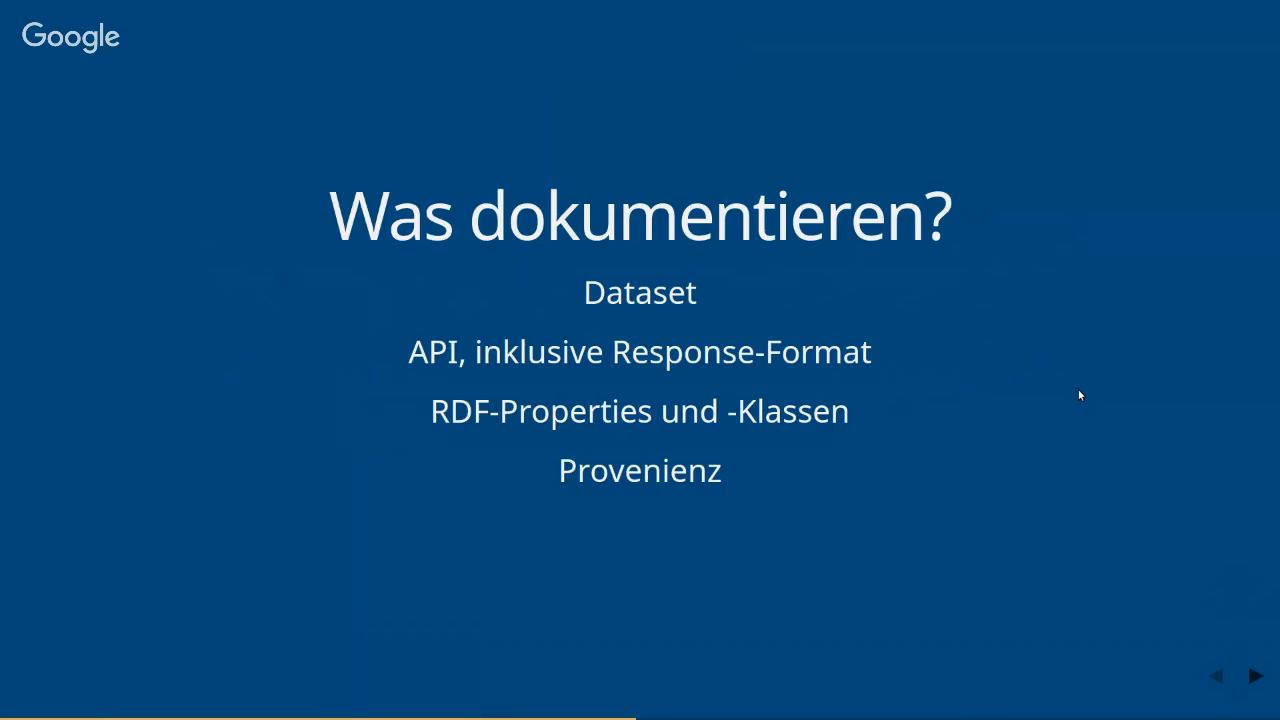 Google
Was dokumentieren?
Dataset
API, inklusive Response-Format
RDF-Properties und -Klassen
Provenienz